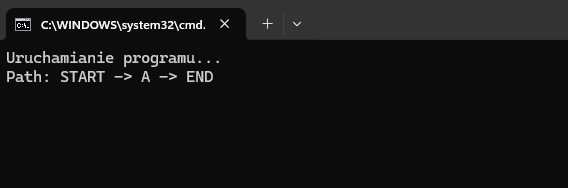 C:\WINDOWS\system32\cmd.
Uruchamianie programu...
Path: START -> A -> END